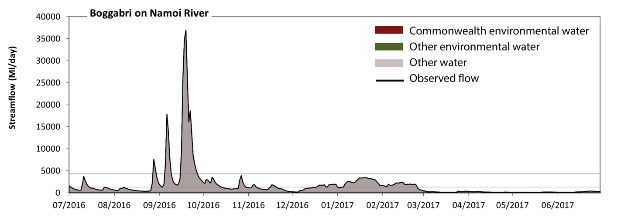 Boggabri on Namoi River
Streamflow (Ml/day)
40000
35000
30000
25000
20000
15000
10000
5000
0
07/2016 08/2016 09/2016 10/2016 11/2016 12/2016 01/2017 02/2017 03/2017 04/2017 05/2017 06/2017
Commonwealth environmental water
Other environmental water
Other water
Observed flow